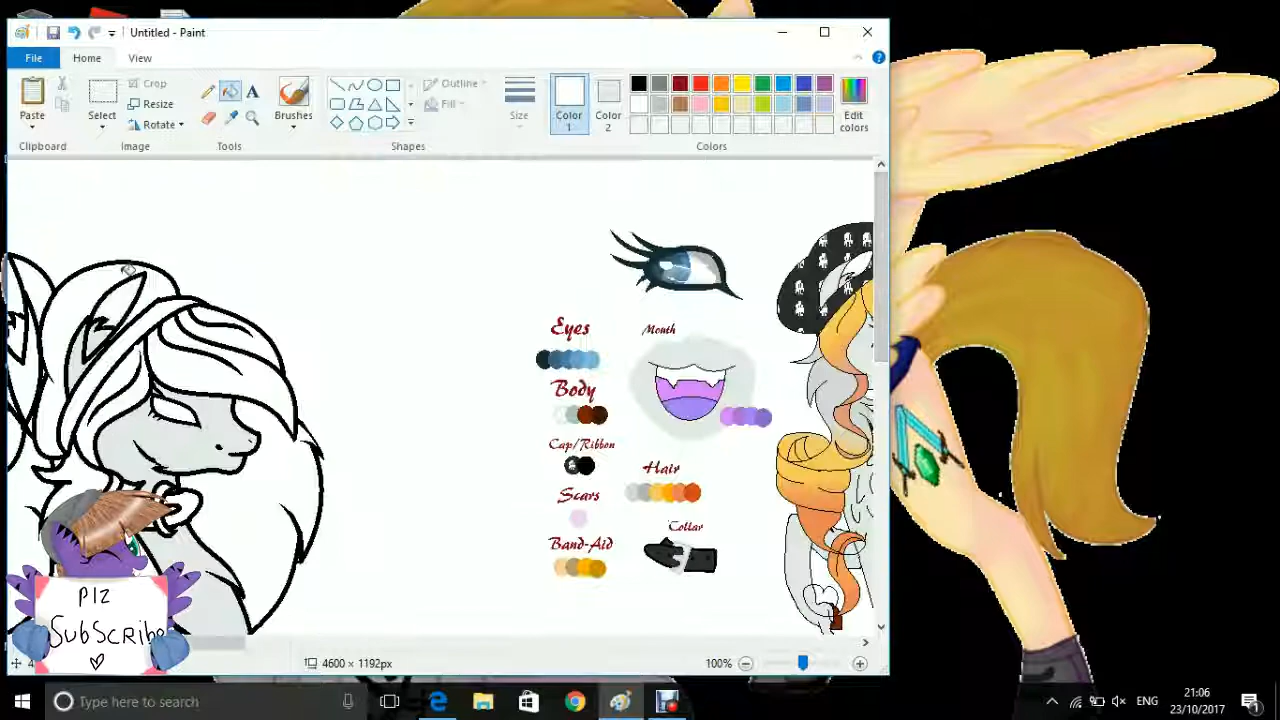 Untitled - Paint
File
Home
View
Paste
Select
Crop
Resize
Rotate
Brushes
Outline
Fill
Size
Color
1
Color
2
Edit
colors
Clipboard
Image
Tools
Shapes
Colors
Eyes
Mouth
Body
Cap/Ribbon
Hair
Scars
Collar
Band-Aid
Plz
Subscribe
4600 × 1192px
100%
Type here to search
ENG
21:06
23/10/2017
1